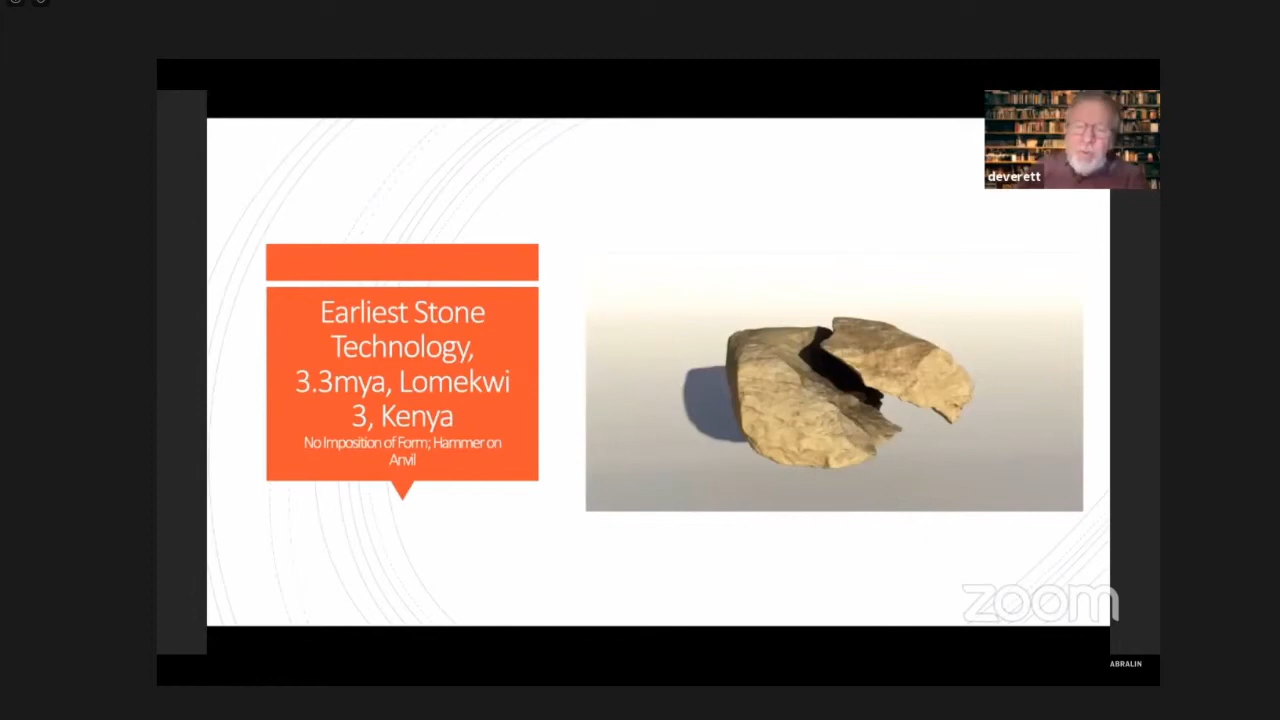 deverett
Earliest Stone
Technology,
3.3mya, Lomekwi
3, Kenya
No Imposition of Form; Hammer on
Anvil
zoom
ABRALIN